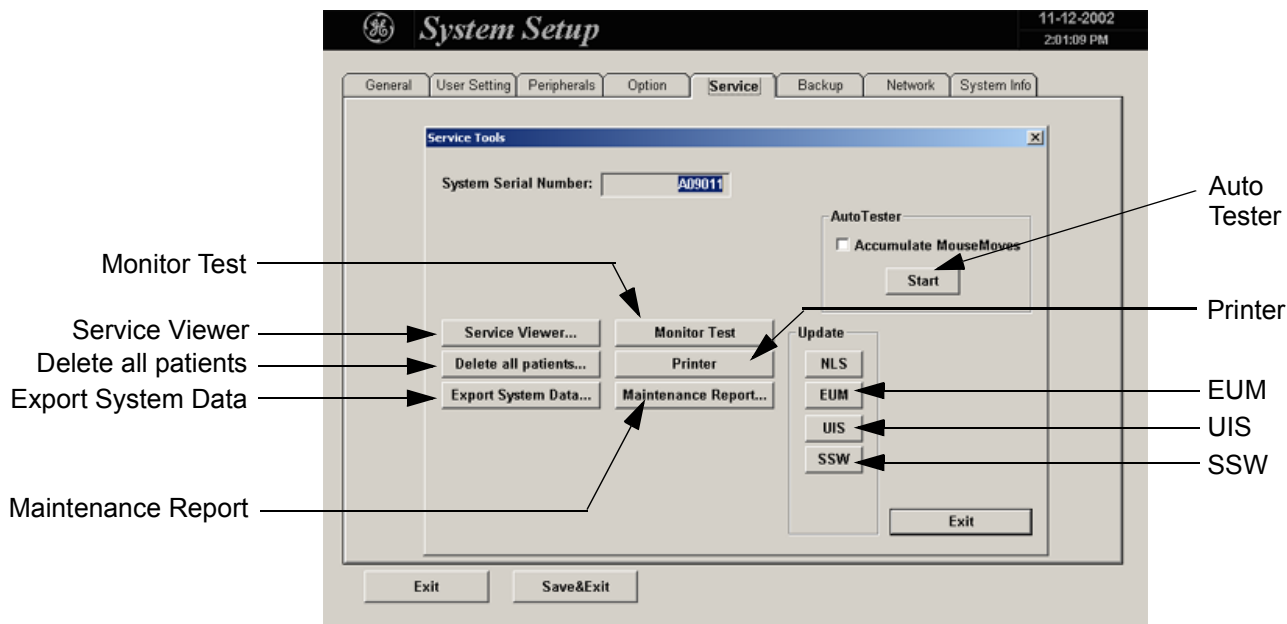 System Setup
11-12-2002
2:01:09 PM
General User Setting Peripherals Option Service Backup Network System Info
Service Tools
System Serial Number: A09011
Auto
Tester
AutoTester
Accumulate MouseMoves
Start
Monitor Test
Printer
Service Viewer
Service Viewer... Monitor Test
Update
Delete all patients
Delete all patients... Printer
NLS
Export System Data
Export System Data... Maintenance Report...
EUM
EUM
UIS
UIS
SSW
SSW
Maintenance Report
Exit
Exit Save&Exit